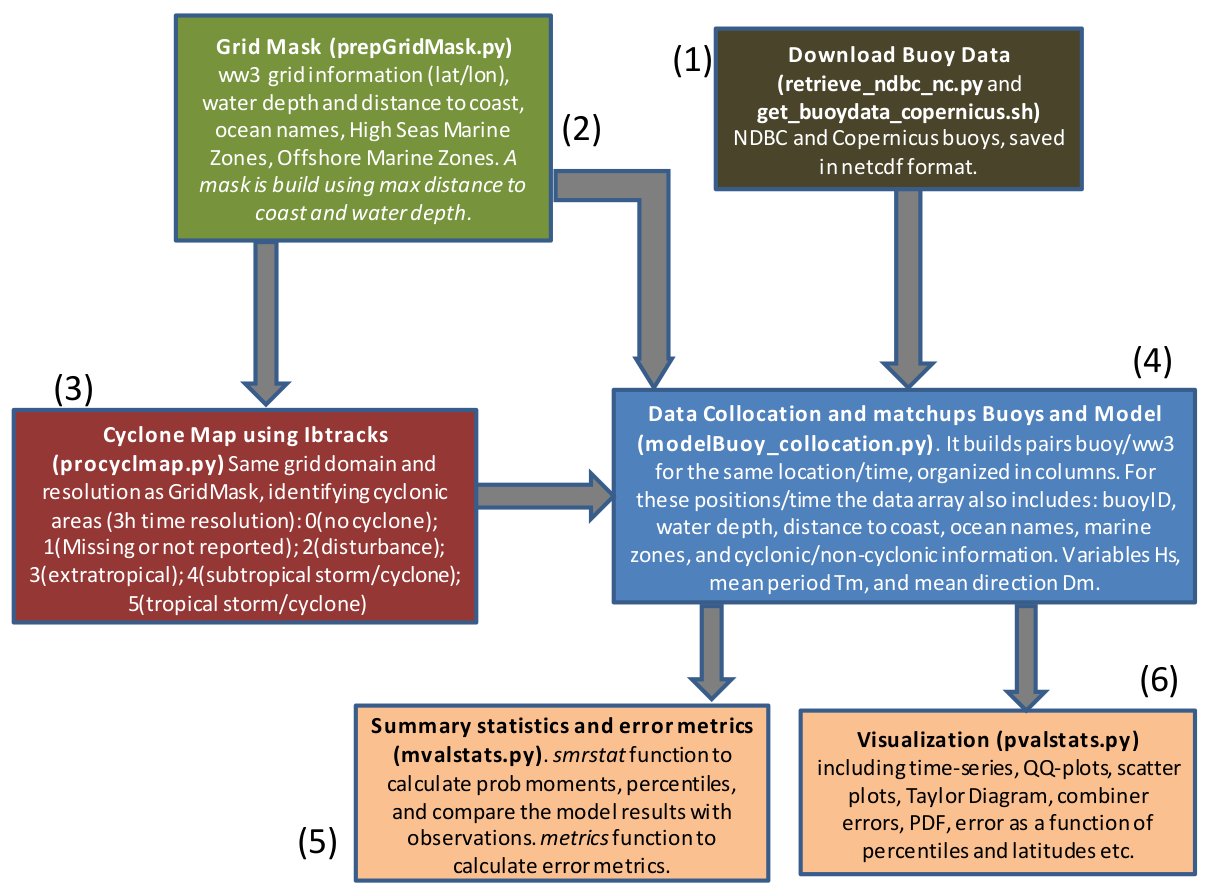 Grid Mask (prepGridMask.py)
ww3 grid information (lat/lon),
water depth and distance to coast,
ocean names, High Seas Marine
Zones, Offshore Marine Zones. A
mask is build using max distance to
coast and water depth.
(1)
Download Buoy Data
(retrieve_ndbc_nc.py and
get_buoydata_copernicus.sh)
NDBC and Copernicus buoys, saved
in netcdf format.
(2)
(3)
Cyclone Map using Ibtracks
(procyclmap.py) Same grid domain and
resolution as GridMask, identifying cyclonic
areas (3h time resolution): 0(no cyclone);
1(Missing or not reported); 2(disturbance);
3(extratropical); 4(subtropical storm/cyclone);
5(tropical storm/cyclone)
(4)
Data Collocation and matchups Buoys and Model
(modelBuoy_collocation.py). It builds pairs buoy/ww3
for the same location/time, organized in columns. For
these positions/time the data array also includes: buoyID,
water depth, distance to coast, ocean names, marine
zones, and cyclonic/non-cyclonic information. Variables Hs,
mean period Tm, and mean direction Dm.
(5)
Summary statistics and error metrics
(mvalstats.py). smrstat function to
calculate prob moments, percentiles,
and compare the model results with
observations. metrics function to
calculate error metrics.
(6)
Visualization (pvalstats.py)
including time-series, QQ-plots, scatter
plots, Taylor Diagram, combiner
errors, PDF, error as a function of
percentiles and latitudes etc.